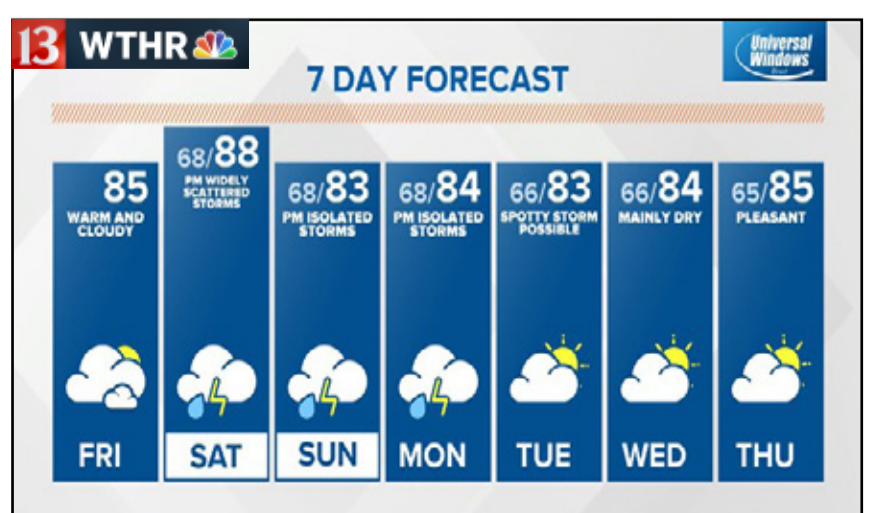 13 WTHR
Universal
Windows
7 DAY FORECAST
85
WARM AND
CLOUDY
FRI
68/88
PM WIDELY
SCATTERED
STORMS
SAT
68/83
PM ISOLATED
STORMS
SUN
68/84
PM ISOLATED
STORMS
MON
66/83
SPOTTY STORM
POSSIBLE
TUE
66/84
MAINLY DRY
WED
65/85
PLEASANT
THU